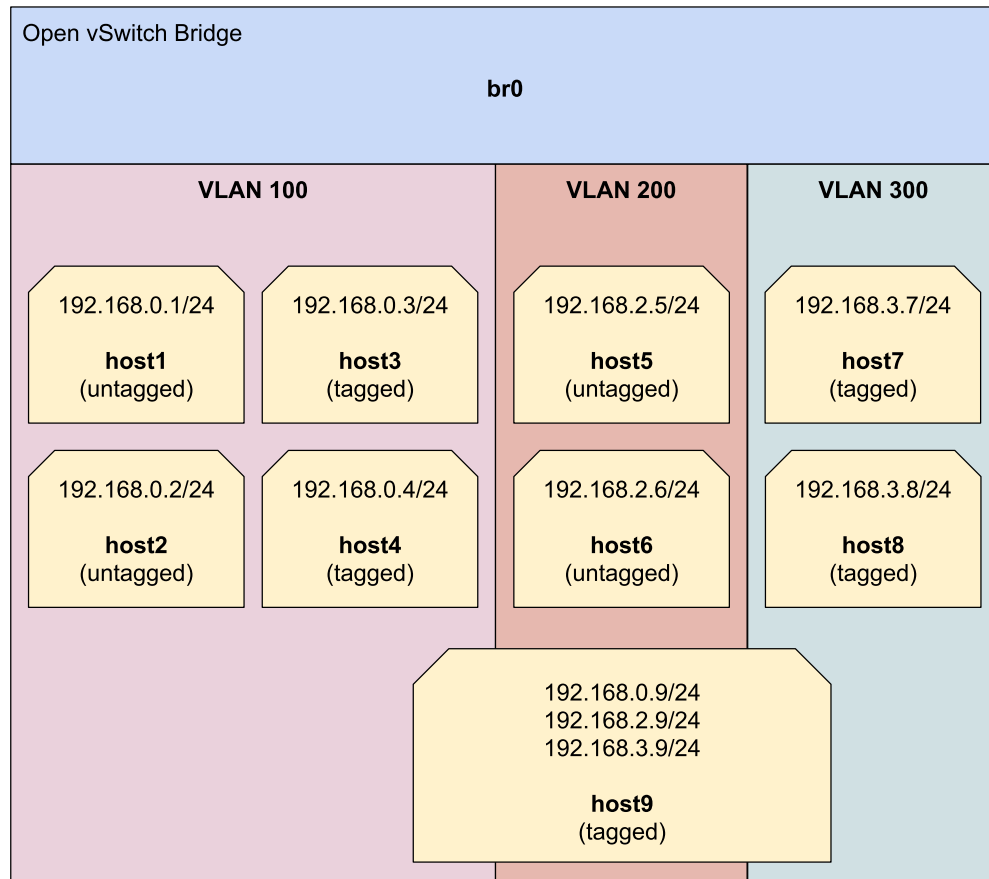 Open vSwitch Bridge
br0
VLAN 100
VLAN 200
VLAN 300
192.168.0.1/24
host1
(untagged)
192.168.0.3/24
host3
(tagged)
192.168.2.5/24
host5
(untagged)
192.168.3.7/24
host7
(tagged)
192.168.0.2/24
host2
(untagged)
192.168.0.4/24
host4
(tagged)
192.168.2.6/24
host6
(untagged)
192.168.3.8/24
host8
(tagged)
192.168.0.9/24
192.168.2.9/24
192.168.3.9/24
host9
(tagged)